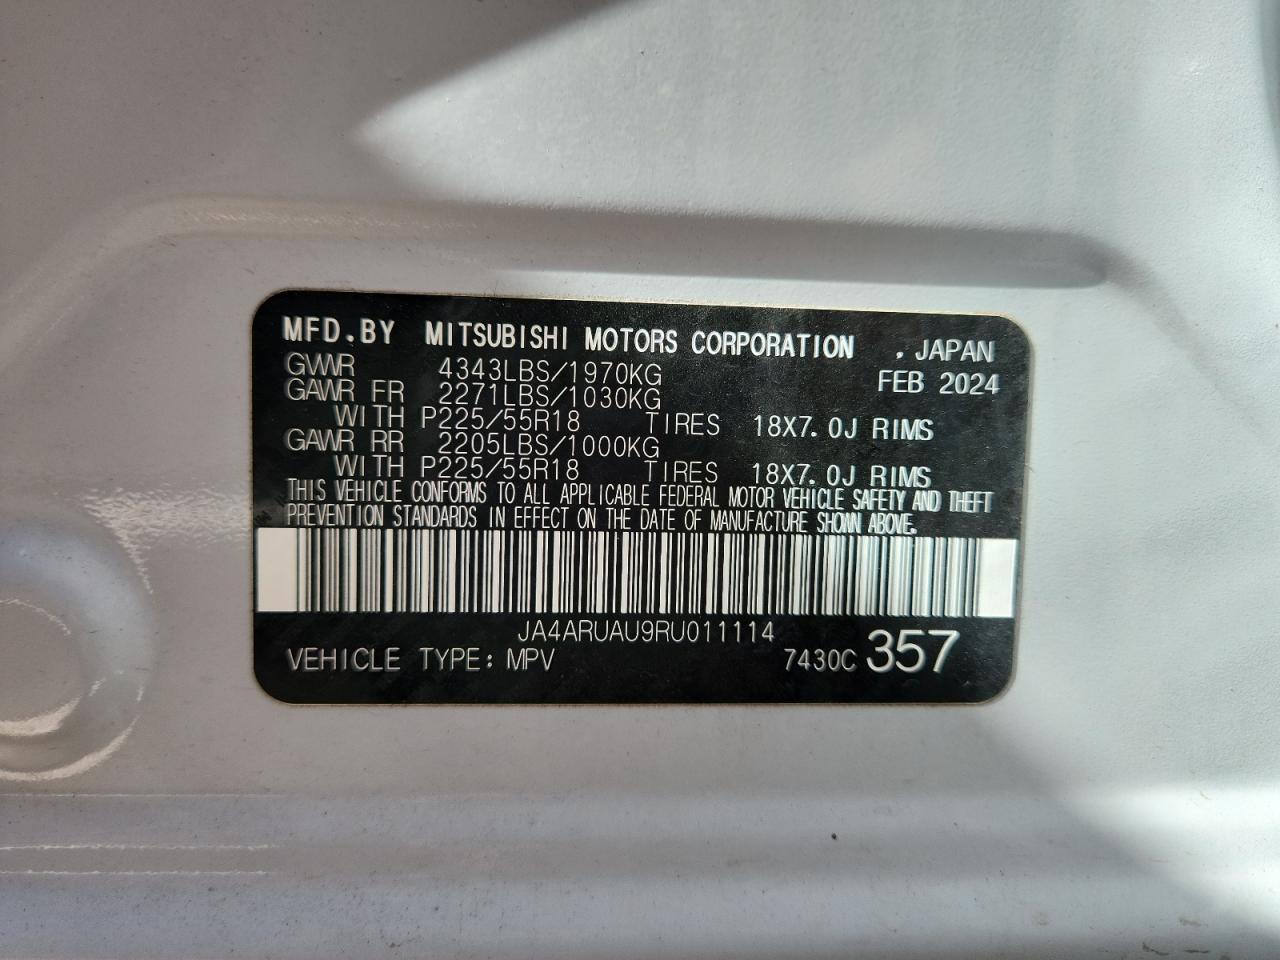 MFD.BY MITSUBISHI MOTORS CORPORATION , JAPAN
GVWR 4343LBS/1970KG FEB 2024
GAWR FR 2271LBS/1030KG
WITH P225/55R18 TIRES 18X7.0J RIMS
GAWR RR 2205LBS/1000KG
WITH P225/55R18 TIRES 18X7.0J RIMS
THIS VEHICLE CONFORMS TO ALL APPLICABLE FEDERAL MOTOR VEHICLE SAFETY AND THEFT
PREVENTION STANDARDS IN EFFECT ON THE DATE OF MANUFACTURE SHOWN ABOVE.
JA4ARUAU9RU011114
VEHICLE TYPE: MPV 7430C 357